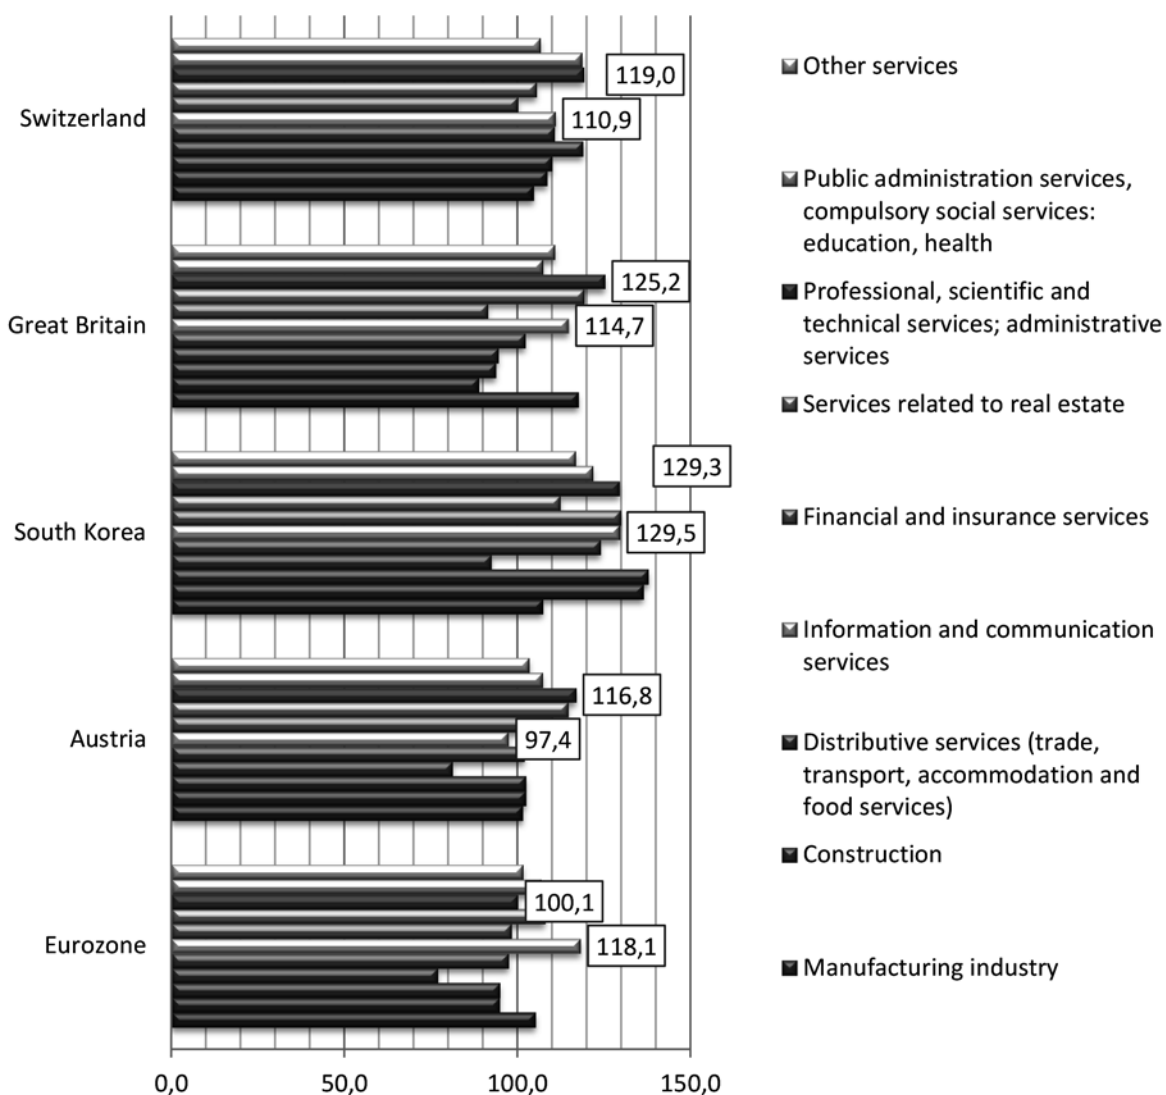 Switzerland
119,0
110,9
Great Britain
125,2
114,7
South Korea
129,3
129,5
Austria
116,8
97,4
Eurozone
100,1
118,1
0,0 50,0 100,0 150,0
Other services
Public administration services,
compulsory social services:
education, health
Professional, scientific and
technical services; administrative
services
Services related to real estate
Financial and insurance services
Information and communication
services
Distributive services (trade,
transport, accommodation and
food services)
Construction
Manufacturing industry